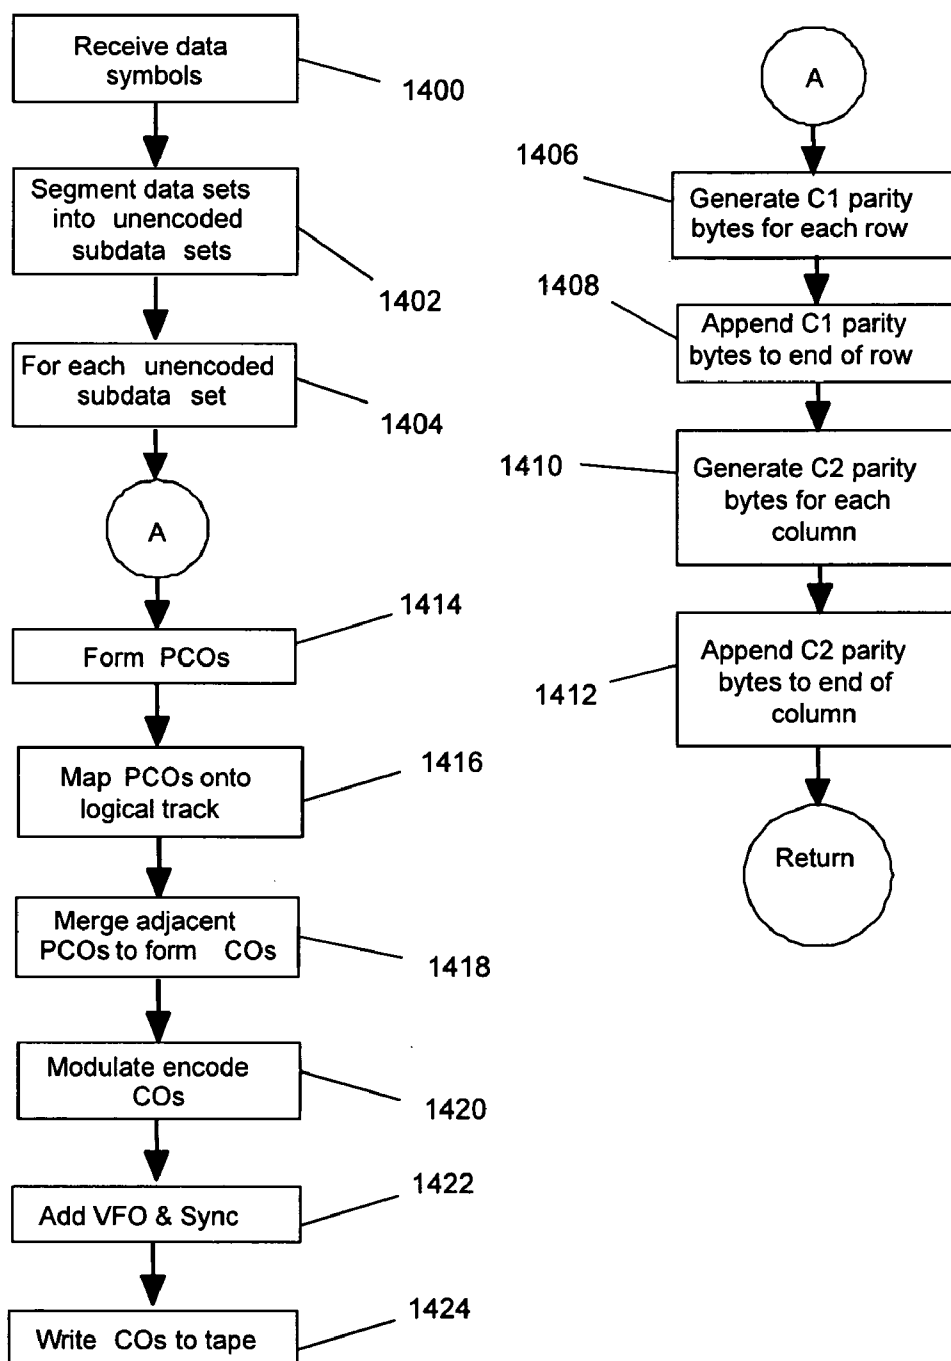 Receive data
symbols
1400
Segment data sets
into unencoded
subdata sets
1402
For each unencoded
subdata set
1404
A
1414
Form PCOs
1416
Map PCOs onto
logical track
Merge adjacent
PCOs to form COs
1418
Modulate encode
COs
1420
1422
Add VFO & Sync
1424
Write COs to tape
A
1406
Generate C1 parity
bytes for each row
1408
Append C1 parity
bytes to end of row
1410
Generate C2 parity
bytes for each
column
Append C2 parity
bytes to end of
column
1412
Return